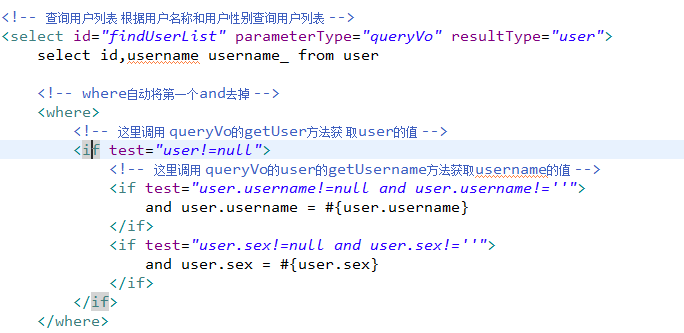 <!-- 查询用户列表 根据用户名称和用户性别查询用户列表 -->
<select id="findUserList" parameterType="queryVo" resultType="user">
select id,username username_ from user
<!-- where自动将第一个and去掉 -->
<where>
<!-- 这里调用 queryVo的getUser方法获 取user的值 -->
<if test="user!=null">
<!-- 这里调用 queryVo的user的getUsername方法获取username的值 -->
<if test="user.username!=null and user.username!=''">
and user.username = #{user.username}
</if>
<if test="user.sex!=null and user.sex!=''">
and user.sex = #{user.sex}
</if>
</if>
</where>